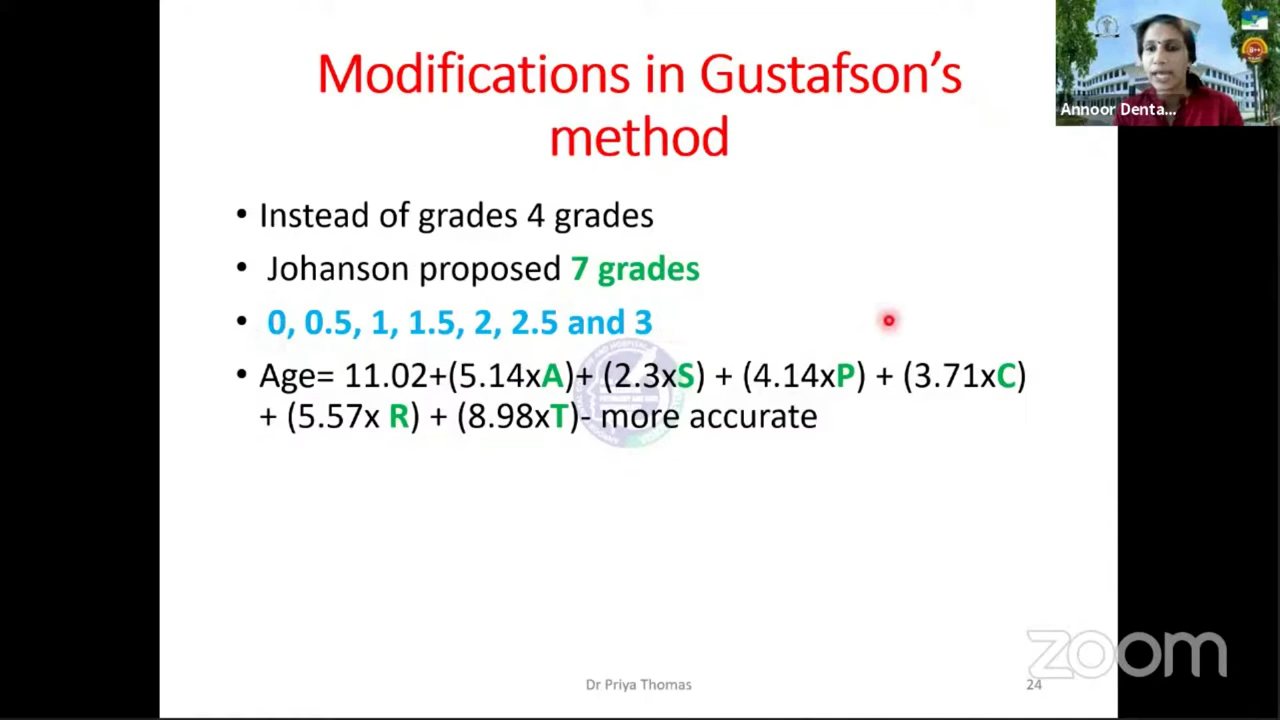 Modifications in Gustafson's
method
• Instead of grades 4 grades
• Johanson proposed 7 grades
• 0, 0.5, 1, 1.5, 2, 2.5 and 3
• Age= 11.02+(5.14xA)+ (2.3xS) + (4.14xP) + (3.71xC)
+ (5.57x R) + (8.98xT)- more accurate
Dr Priya Thomas
24
Annoor Denta...
zoom